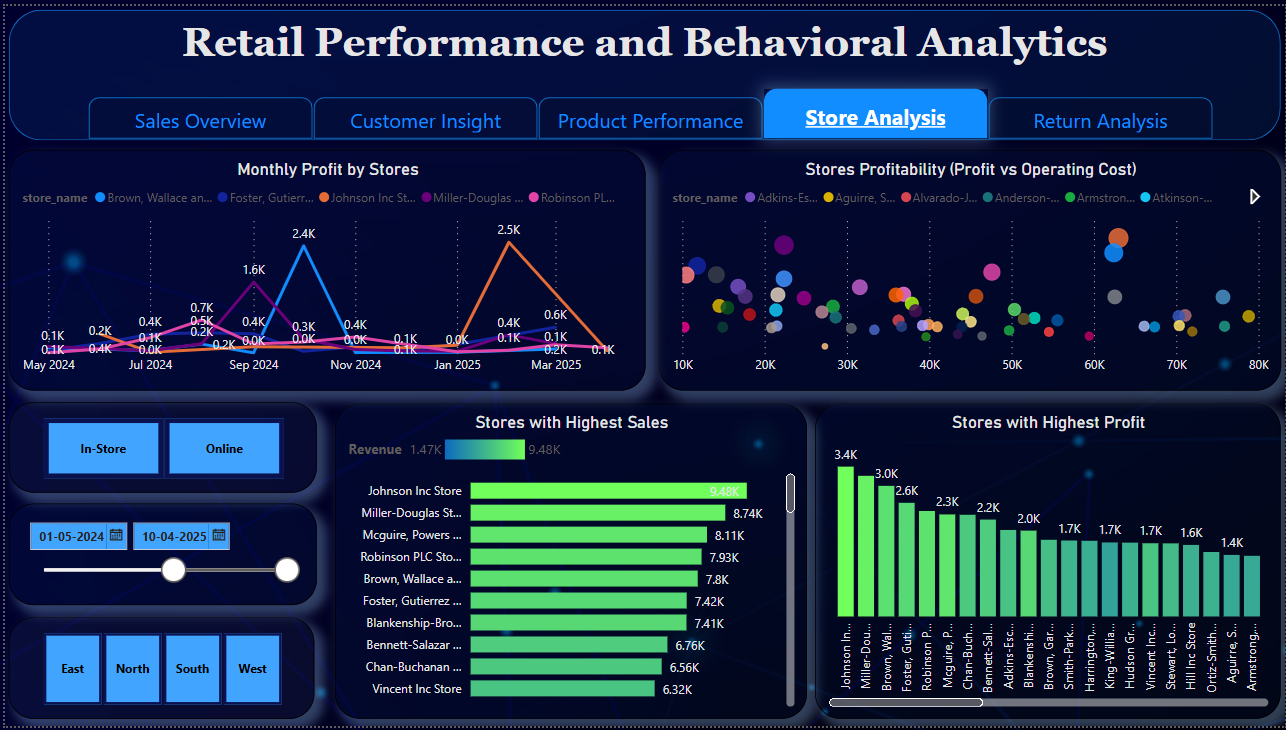 Retail Performance and Behavioral Analytics
Sales Overview
Customer Insight
Product Performance
Store Analysis
Return Analysis
Monthly Profit by Stores
store_name Brown, Wallace an... Foster, Gutierr... Johnson Inc St... Miller-Douglas ... Robinson PL...
2.4K
2.5K
1.6K
0.7K
0.1K 0.2K 0.4K 0.5K 0.4K 0.3K 0.4K 0.1K 0.0K 0.4K 0.6K
0.1K 0.2K 0.0K 0.0K 0.1K 0.1K
0.1K 0.4K 0.0K 0.2K 0.1K 0.2K 0.1K
May 2024 Jul 2024 Sep 2024 Nov 2024 Jan 2025 Mar 2025
Stores Profitability (Profit vs Operating Cost)
store_name Adkins-Es... Aguirre, S... Alvarado-J... Anderson-... Armstron... Atkinson-...
10K 20K 30K 40K 50K 60K 70K 80K
In-Store
Online
01-05-2024
10-04-2025
East
North
South
West
Stores with Highest Sales
Revenue 1.47K 9.48K
Johnson Inc Store 9.48K
Miller-Douglas St... 8.74K
Mcguire, Powers ... 8.11K
Robinson PLC Sto... 7.93K
Brown, Wallace a... 7.8K
Foster, Gutierrez ... 7.42K
Blankenship-Bro... 7.41K
Bennett-Salazar ... 6.76K
Chan-Buchanan ... 6.56K
Vincent Inc Store 6.32K
Stores with Highest Profit
3.4K
3.0K
2.6K
2.3K
2.2K
2.0K
1.7K
1.7K
1.7K
1.6K
1.4K
Johnson In...
Miller-Dou...
Brown, Wal...
Foster, Guti...
Robinson P...
Mcguire, P...
Chan-Buch...
Bennett-Sal...
Adkins-Esc...
Blankenshi...
Brown, Gar...
Smith-Park...
Harrington,...
King-Willia...
Hudson Gr...
Vincent Inc...
Stewart, Lo...
Hill Inc Store
Ortiz-Smith...
Aguirre, S...
Armstrong,...